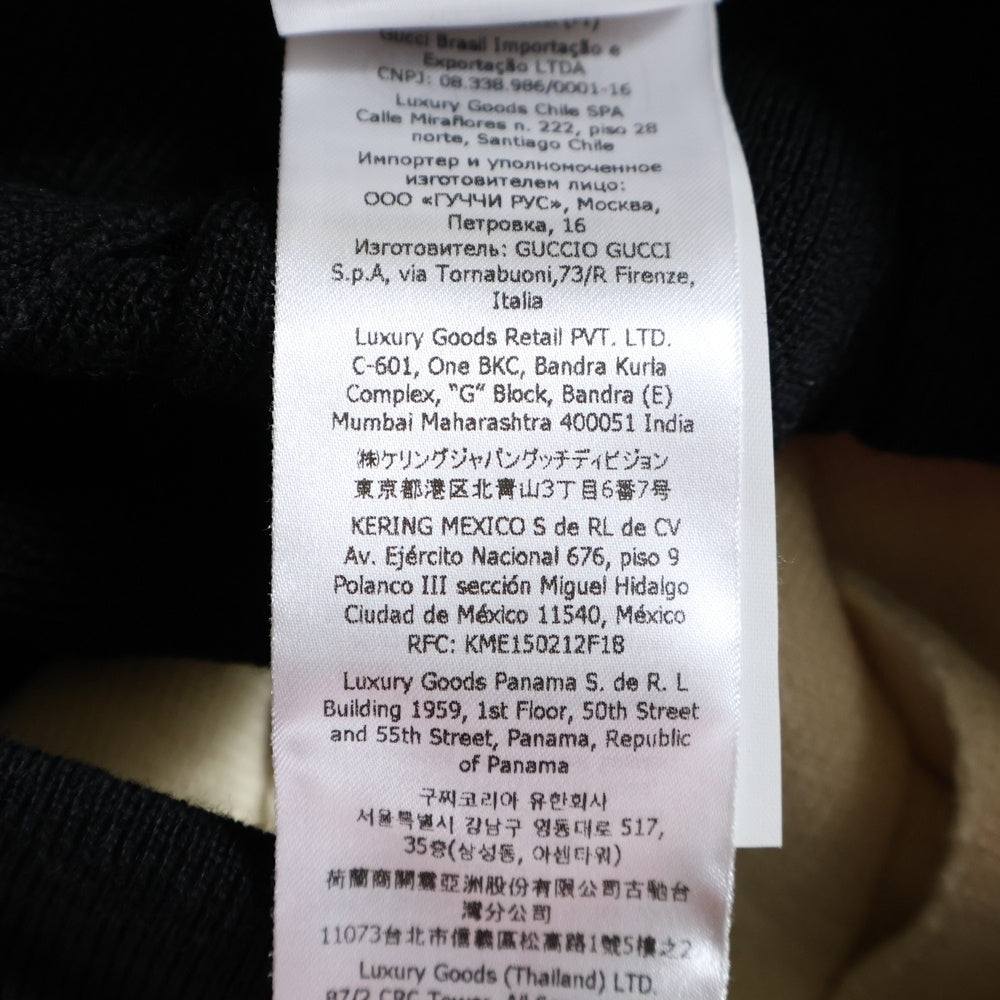 Gucci Brasil Importação e
Exportação LTDA
CNPJ: 08.338.986/0001-16
Luxury Goods Chile SPA
Calle Miraflores n. 222, piso 28
norte, Santiago Chile
Импортер и уполномоченное
изготовителем лицо:
ООО «ГУЧЧИ РУС», Москва,
Петровка, 16
Изготовитель: GUCCIO GUCCI
S.p.A, via Tornabuoni,73/R Firenze,
Italia
Luxury Goods Retail PVT. LTD.
C-601, One BKC, Bandra Kurla
Complex, "G" Block, Bandra (E)
Mumbai Maharashtra 400051 India
㈱ケリングジャパングッチディビジョン
東京都港区北青山3丁目6番7号
KERING MEXICO S de RL de CV
Av. Ejército Nacional 676, piso 9
Polanco III sección Miguel Hidalgo
Ciudad de México 11540, México
RFC: KME150212F18
Luxury Goods Panama S. de R. L
Building 1959, 1st Floor, 50th Street
and 55th Street, Panama, Republic
of Panama
구찌코리아 유한회사
서울특별시 강남구 영동대로 517,
35층(삼성동, 아셈타워)
荷蘭商開雲亞洲股份有限公司古馳台
灣分公司
11073台北市信義區松高路1號5樓之2
Luxury Goods (Thailand) LTD.
87/2 CRC Tower, All